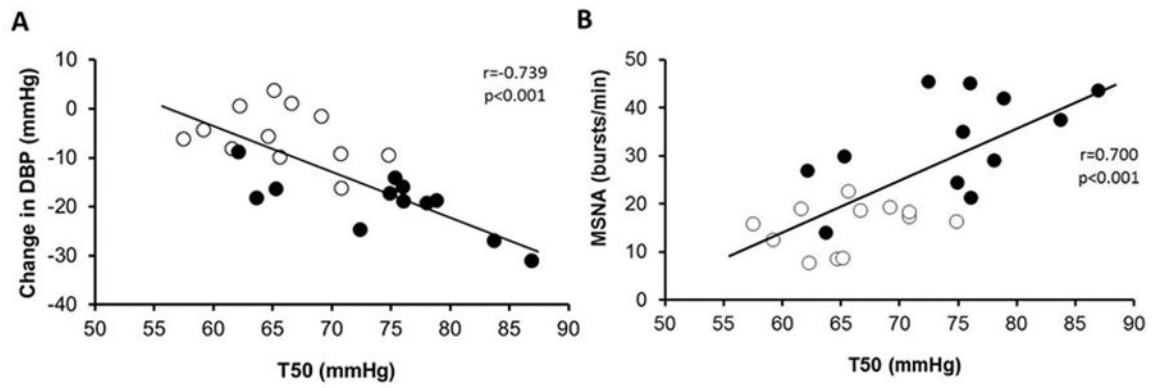 A
Change in DBP (mmHg)
10
0
-10
-20
-30
-40
50 55 60 65 70 75 80 85 90
T50 (mmHg)
r=-0.739
p<0.001
B
MSNA (bursts/min)
50
40
30
20
10
0
50 55 60 65 70 75 80 85 90
T50 (mmHg)
r=0.700
p<0.001